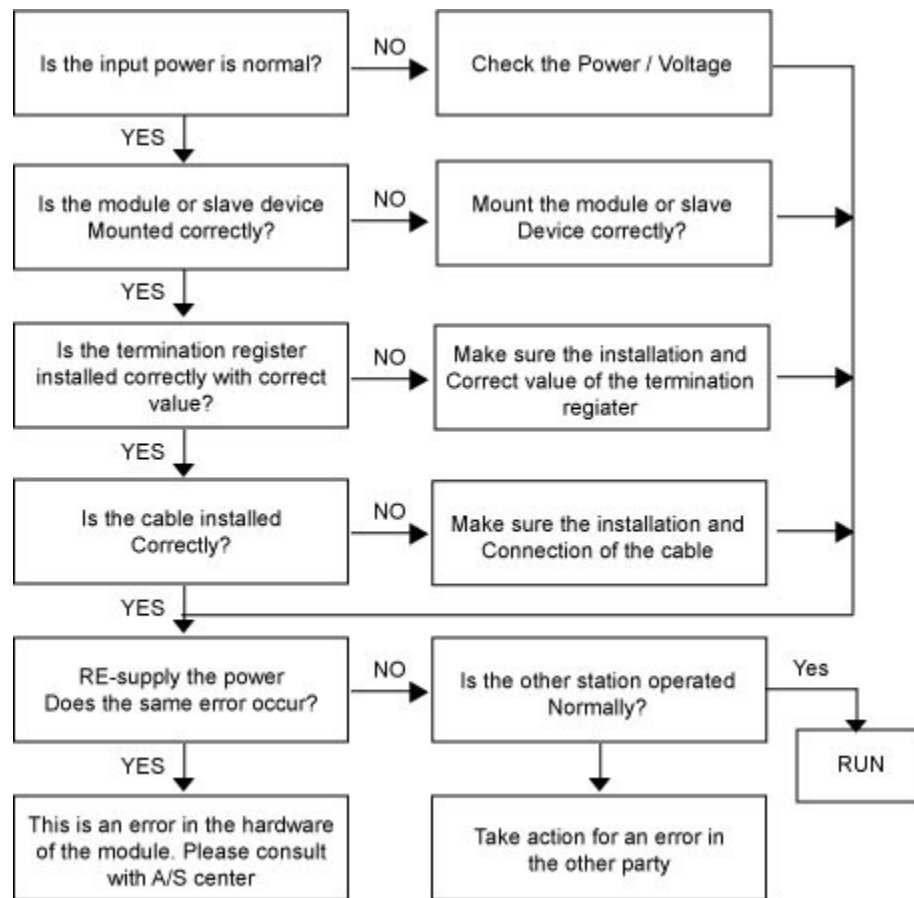 Is the input power is normal?
NO
Check the Power / Voltage
YES
Is the module or slave device
Mounted correctly?
NO
Mount the module or slave
Device correctly?
YES
Is the termination register
installed correctly with correct
value?
NO
Make sure the installation and
Correct value of the termination
regiater
YES
Is the cable installed
Correctly?
NO
Make sure the installation and
Connection of the cable
YES
RE-supply the power
Does the same error occur?
NO
Is the other station operated
Normally?
Yes
RUN
YES
This is an error in the hardware
of the module. Please consult
with A/S center
Take action for an error in
the other party